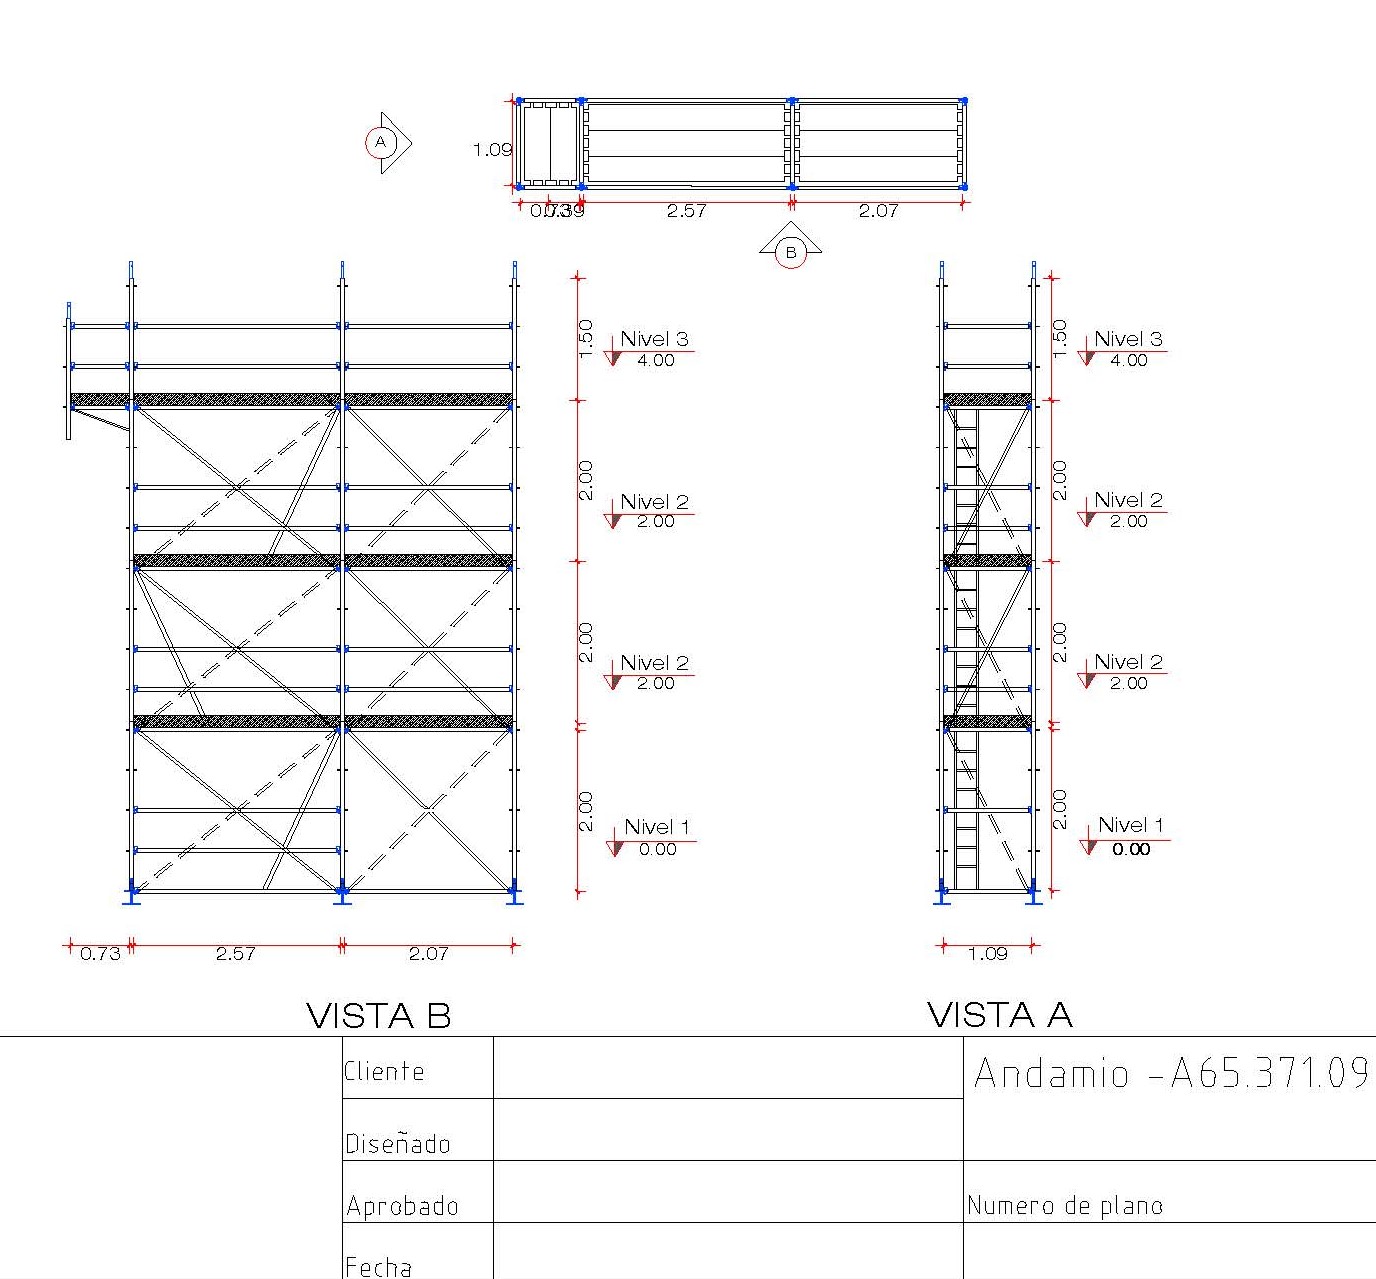 A
1.09
0.73
2.57
2.07
B
1.50
Nivel 3
4.00
2.00
Nivel 2
2.00
2.00
Nivel 2
2.00
2.00
Nivel 1
0.00
0.73
2.57
2.07
VISTA B
1.50
Nivel 3
4.00
2.00
Nivel 2
2.00
2.00
Nivel 2
2.00
2.00
Nivel 1
0.00
1.09
VISTA A
Cliente
Diseñado
Aprobado
Fecha
Andamio -A65.371.09
Numero de plano